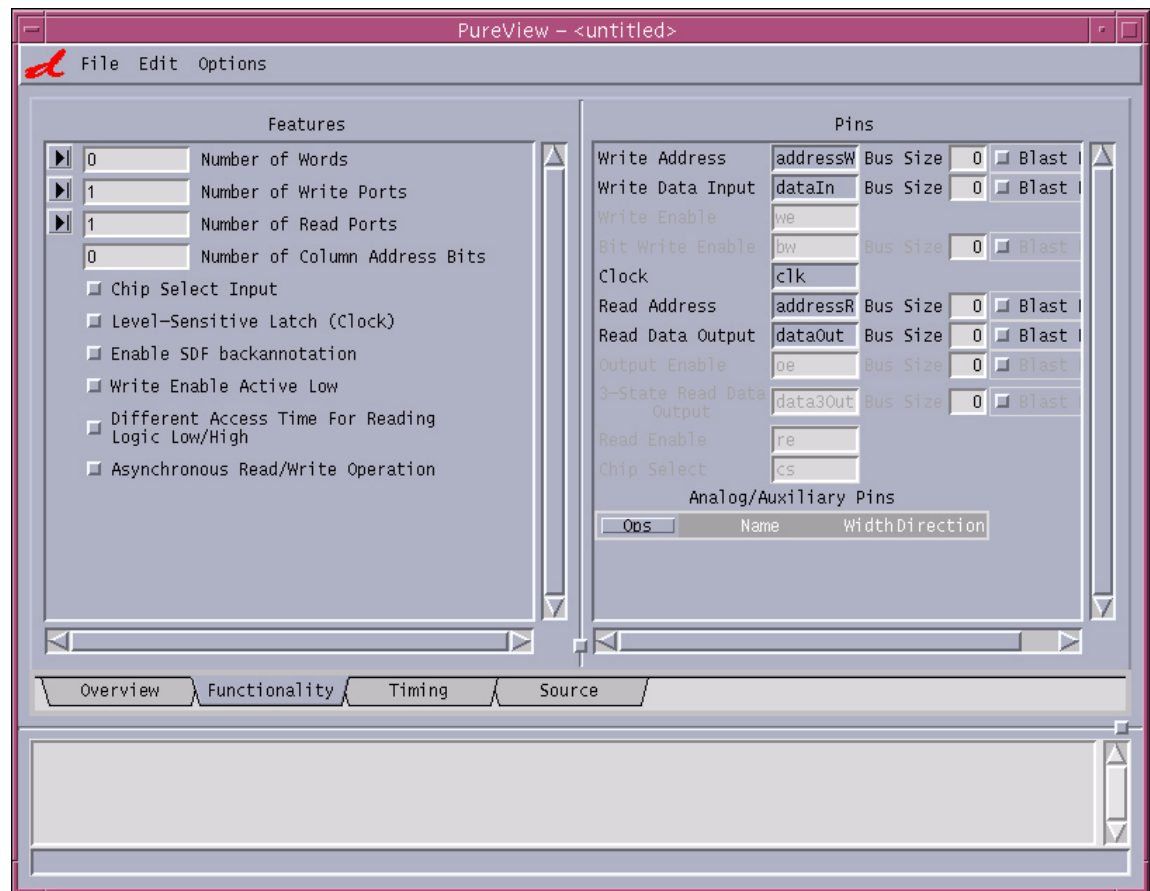 PureView – <untitled>
File Edit Options
Features
0 Number of Words
1 Number of Write Ports
1 Number of Read Ports
0 Number of Column Address Bits
Chip Select Input
Level–Sensitive Latch (Clock)
Enable SDF backannotation
Write Enable Active Low
Different Access Time For Reading
Logic Low/High
Asynchronous Read/Write Operation
Pins
Write Address addressW Bus Size 0 Blast
Write Data Input dataIn Bus Size 0 Blast
Write Enable we
Bit Write Enable bw Bus Size 0 Blast
Clock clk
Read Address addressR Bus Size 0 Blast
Read Data Output dataOut Bus Size 0 Blast
Output Enable oe Bus Size 0 Blast
3–State Read Data
Output data3Out Bus Size 0 Blast
Read Enable re
Chip Select cs
Analog/Auxiliary Pins
Ops Name Width Direction
Overview Functionality Timing Source